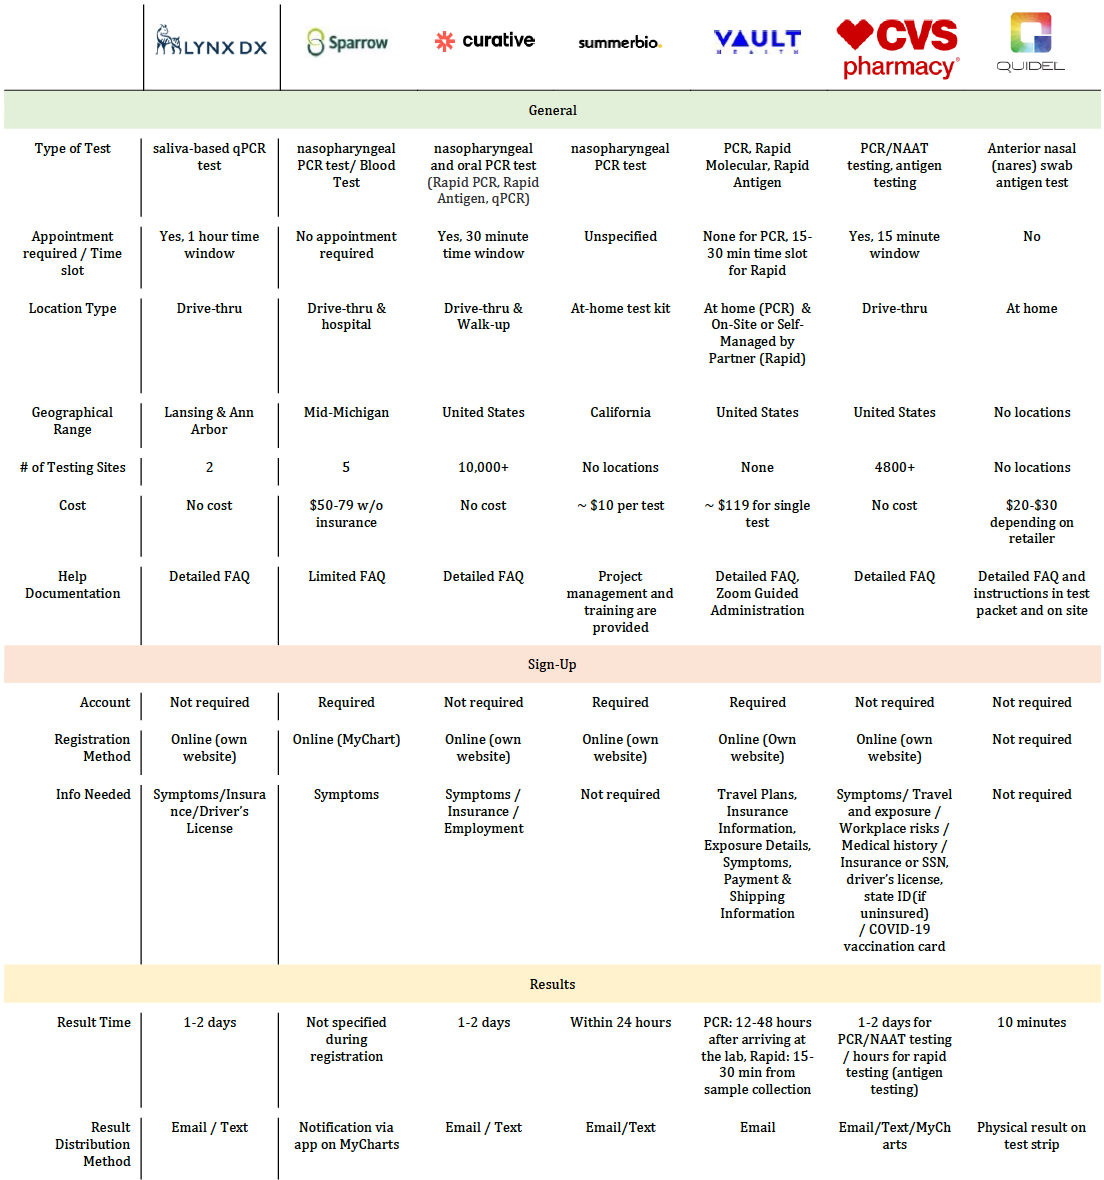 LYNX DX
Sparrow
curative
summerbio.
VAULT
HEALTH
CVS
pharmacy®
QUIDEL
General
Type of Test
saliva-based qPCR
test
nasopharyngeal
PCR test/ Blood
Test
nasopharyngeal
and oral PCR test
(Rapid PCR, Rapid
Antigen, qPCR)
nasopharyngeal
PCR test
PCR, Rapid
Molecular, Rapid
Antigen
PCR/NAAT
testing, antigen
testing
Anterior nasal
(nares) swab
antigen test
Appointment
required / Time
slot
Yes, 1 hour time
window
No appointment
required
Yes, 30 minute
time window
Unspecified
None for PCR, 15-
30 min time slot
for Rapid
Yes, 15 minute
window
No
Location Type
Drive-thru
Drive-thru &
hospital
Drive-thru &
Walk-up
At-home test kit
At home (PCR) &
On-Site or Self-
Managed by
Partner (Rapid)
Drive-thru
At home
Geographical
Range
Lansing & Ann
Arbor
Mid-Michigan
United States
California
United States
United States
No locations
# of Testing Sites
2
5
10,000+
No locations
None
4800+
No locations
Cost
No cost
$50-79 w/o
insurance
No cost
~ $10 per test
~ $119 for single
test
No cost
$20-$30
depending on
retailer
Help
Documentation
Detailed FAQ
Limited FAQ
Detailed FAQ
Project
management and
training are
provided
Detailed FAQ,
Zoom Guided
Administration
Detailed FAQ
Detailed FAQ and
instructions in test
packet and on site
Sign-Up
Account
Not required
Required
Not required
Required
Required
Not required
Not required
Registration
Method
Online (own
website)
Online (MyChart)
Online (own
website)
Online (own
website)
Online (Own
website)
Online (own
website)
Not required
Info Needed
Symptoms/Insura
nce/Driver's
License
Symptoms
Symptoms /
Insurance /
Employment
Not required
Travel Plans,
Insurance
Information,
Exposure Details,
Symptoms,
Payment &
Shipping
Information
Symptoms/ Travel
and exposure /
Workplace risks /
Medical history /
Insurance or SSN,
driver's license,
state ID(if
uninsured)
/ COVID-19
vaccination card
Not required
Results
Result Time
1-2 days
Not specified
during
registration
1-2 days
Within 24 hours
PCR: 12-48 hours
after arriving at
the lab, Rapid: 15-
30 min from
sample collection
1-2 days for
PCR/NAAT testing
/ hours for rapid
testing (antigen
testing)
10 minutes
Result
Distribution
Method
Email / Text
Notification via
app on MyCharts
Email / Text
Email/Text
Email
Email/Text/MyCh
arts
Physical result on
test strip